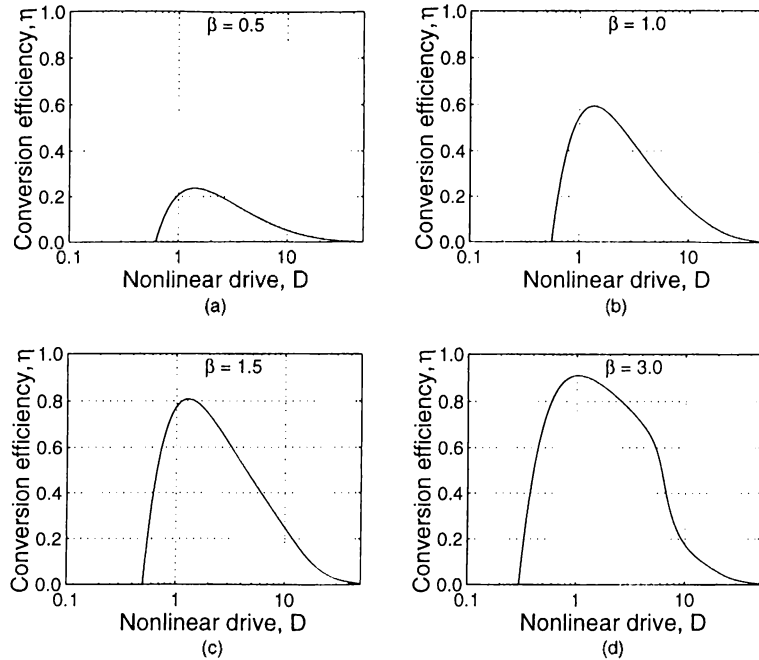 β = 0.5
Conversion efficiency, η
1.0
0.8
0.6
0.4
0.2
0.0
0.1
1
10
Nonlinear drive, D
(a)
β = 1.0
Conversion efficiency, η
1.0
0.8
0.6
0.4
0.2
0.0
0.1
1
10
Nonlinear drive, D
(b)
β = 1.5
Conversion efficiency, η
1.0
0.8
0.6
0.4
0.2
0.0
0.1
1
10
Nonlinear drive, D
(c)
β = 3.0
Conversion efficiency, η
1.0
0.8
0.6
0.4
0.2
0.0
0.1
1
10
Nonlinear drive, D
(d)